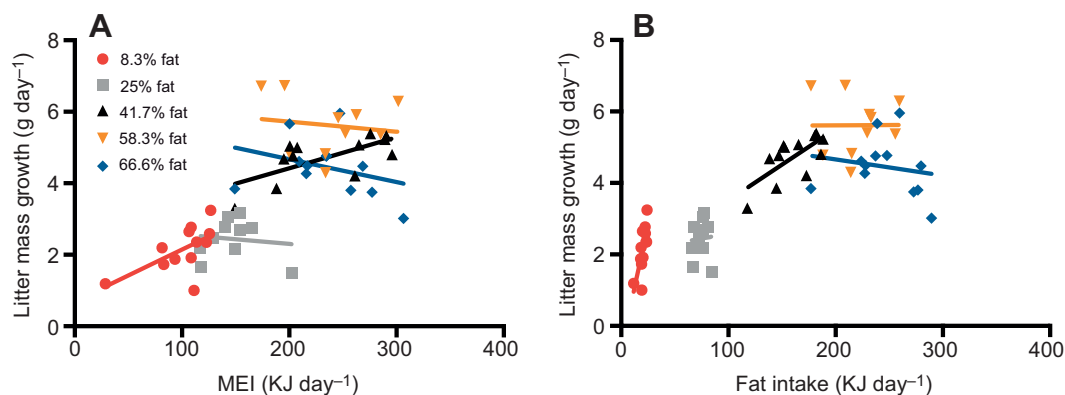 A
Litter mass growth (g day⁻¹)
8
6
4
2
0
8.3% fat
25% fat
41.7% fat
58.3% fat
66.6% fat
0 100 200 300 400
MEI (KJ day⁻¹)
B
Litter mass growth (g day⁻¹)
8
6
4
2
0
0 100 200 300 400
Fat intake (KJ day⁻¹)